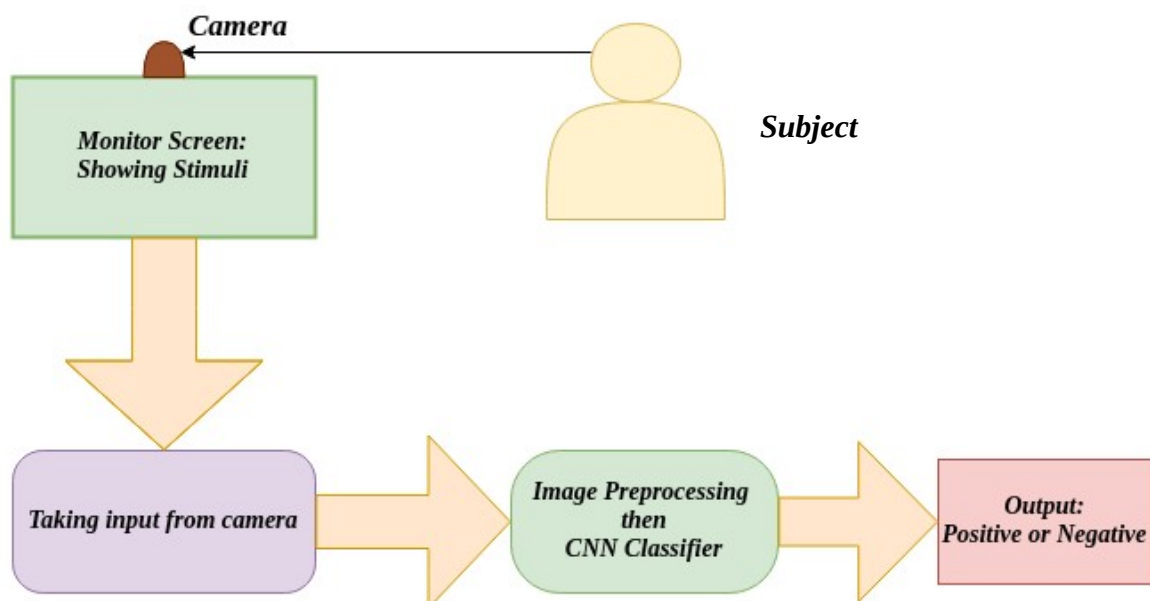 Camera
Monitor Screen:
Showing Stimuli
Subject
Taking input from camera
Image Preprocessing
then
CNN Classifier
Output:
Positive or Negative